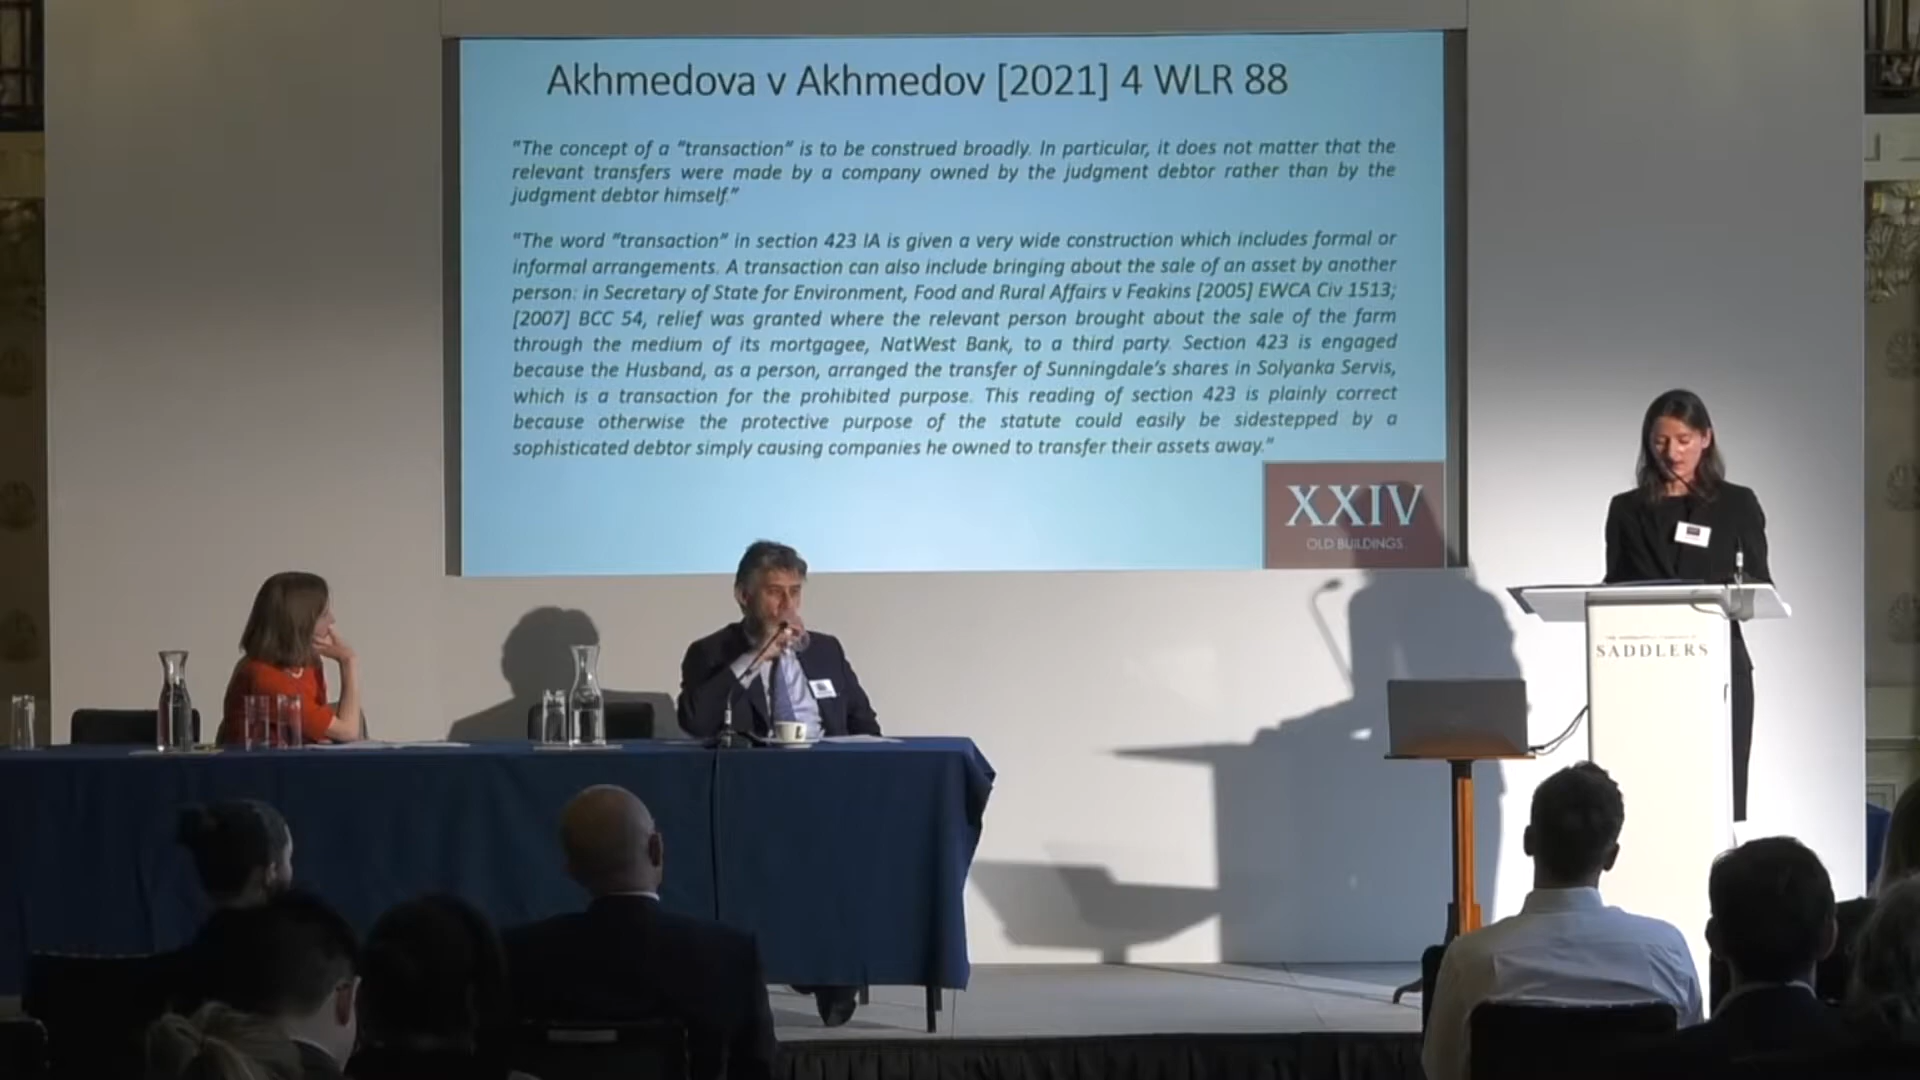 Akhmedova v Akhmedov [2021] 4 WLR 88
"The concept of a "transaction" is to be construed broadly. In particular, it does not matter that the
relevant transfers were made by a company owned by the judgment debtor rather than by the
judgment debtor himself."
"The word "transaction" in section 423 IA is given a very wide construction which includes formal or
informal arrangements. A transaction can also include bringing about the sale of an asset by another
person: in Secretary of State for Environment, Food and Rural Affairs v Feakins [2005] EWCA Civ 1513;
[2007] BCC 54, relief was granted where the relevant person brought about the sale of the farm
through the medium of its mortgagee, NatWest Bank, to a third party. Section 423 is engaged
because the Husband, as a person, arranged the transfer of Sunningdale's shares in Solyanka Servis,
which is a transaction for the prohibited purpose. This reading of section 423 is plainly correct
because otherwise the protective purpose of the statute could easily be sidestepped by a
sophisticated debtor simply causing companies he owned to transfer their assets away."
XXIV
OLD BUILDINGS
SADDLERS